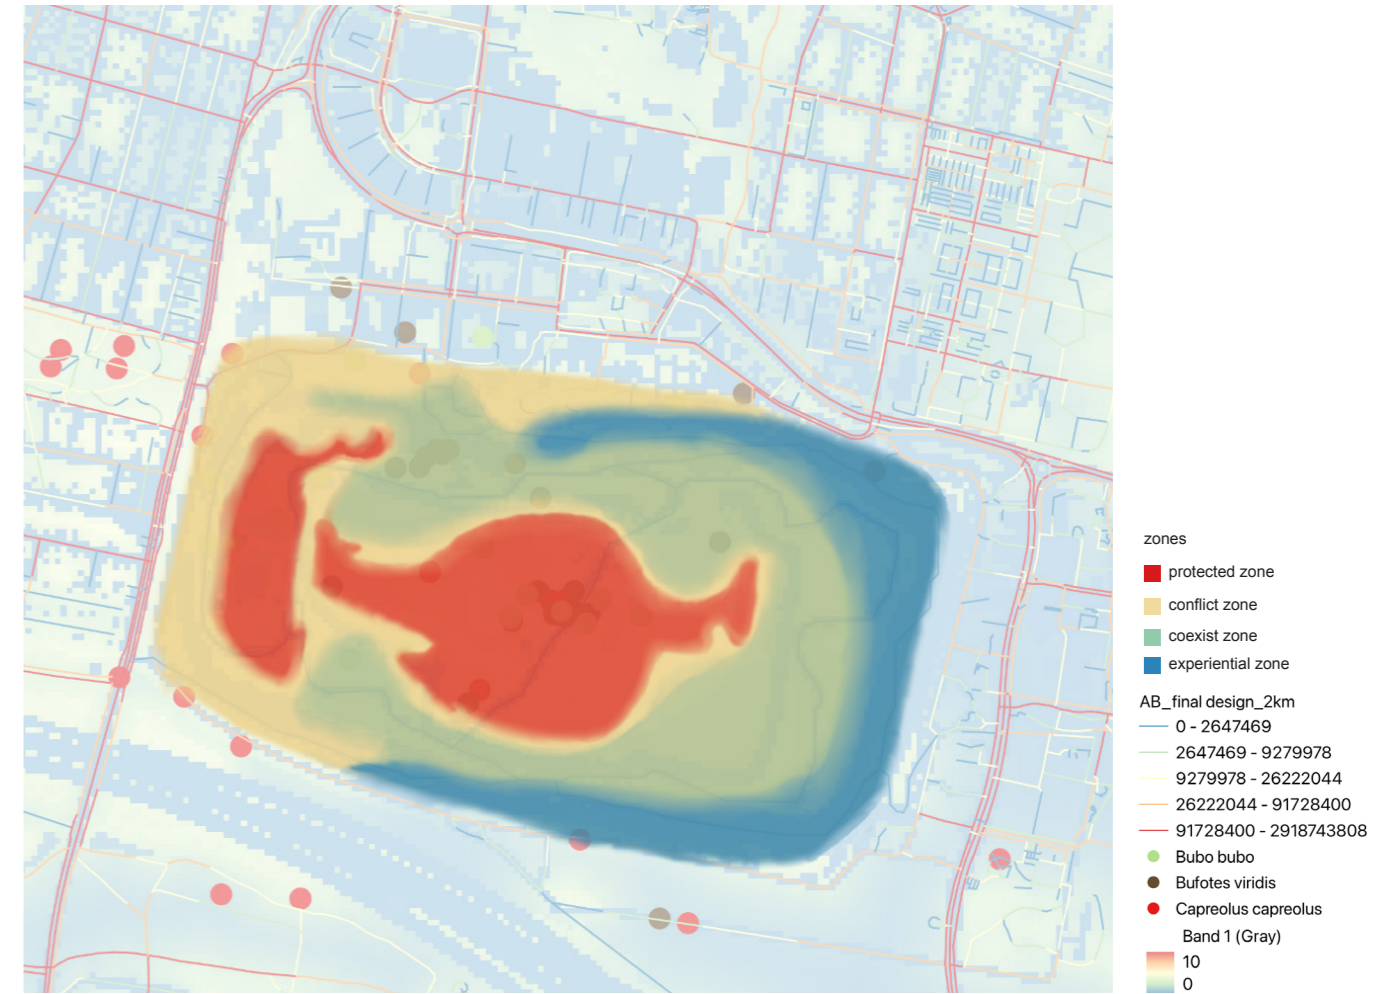 zones
protected zone
conflict zone
coexist zone
experiential zone
AB_final design_2km
0 - 2647469
2647469 - 9279978
9279978 - 26222044
26222044 - 91728400
91728400 - 2918743808
Bubo bubo
Bufotes viridis
Capreolus capreolus
Band 1 (Gray)
10
0